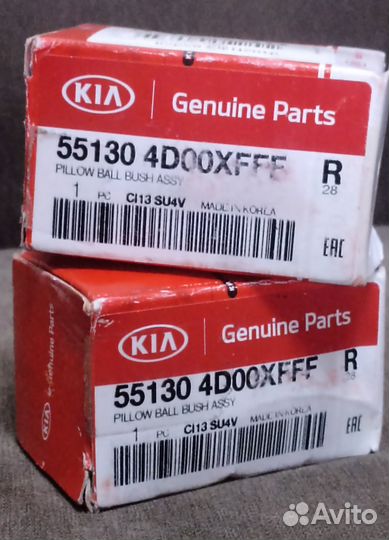 KIA Genuine Parts
55130 4D00XFFF R
PILLOW BALL BUSH ASSY 28
1 PC CI13 SU4V MADE IN KOREA
EAC
KIA Genuine Parts
55130 4D00XFFF R
PILLOW BALL BUSH ASSY 28
1 PC CI13 SU4V MADE IN KOREA
EAC
KIA Genuine Parts
Avito